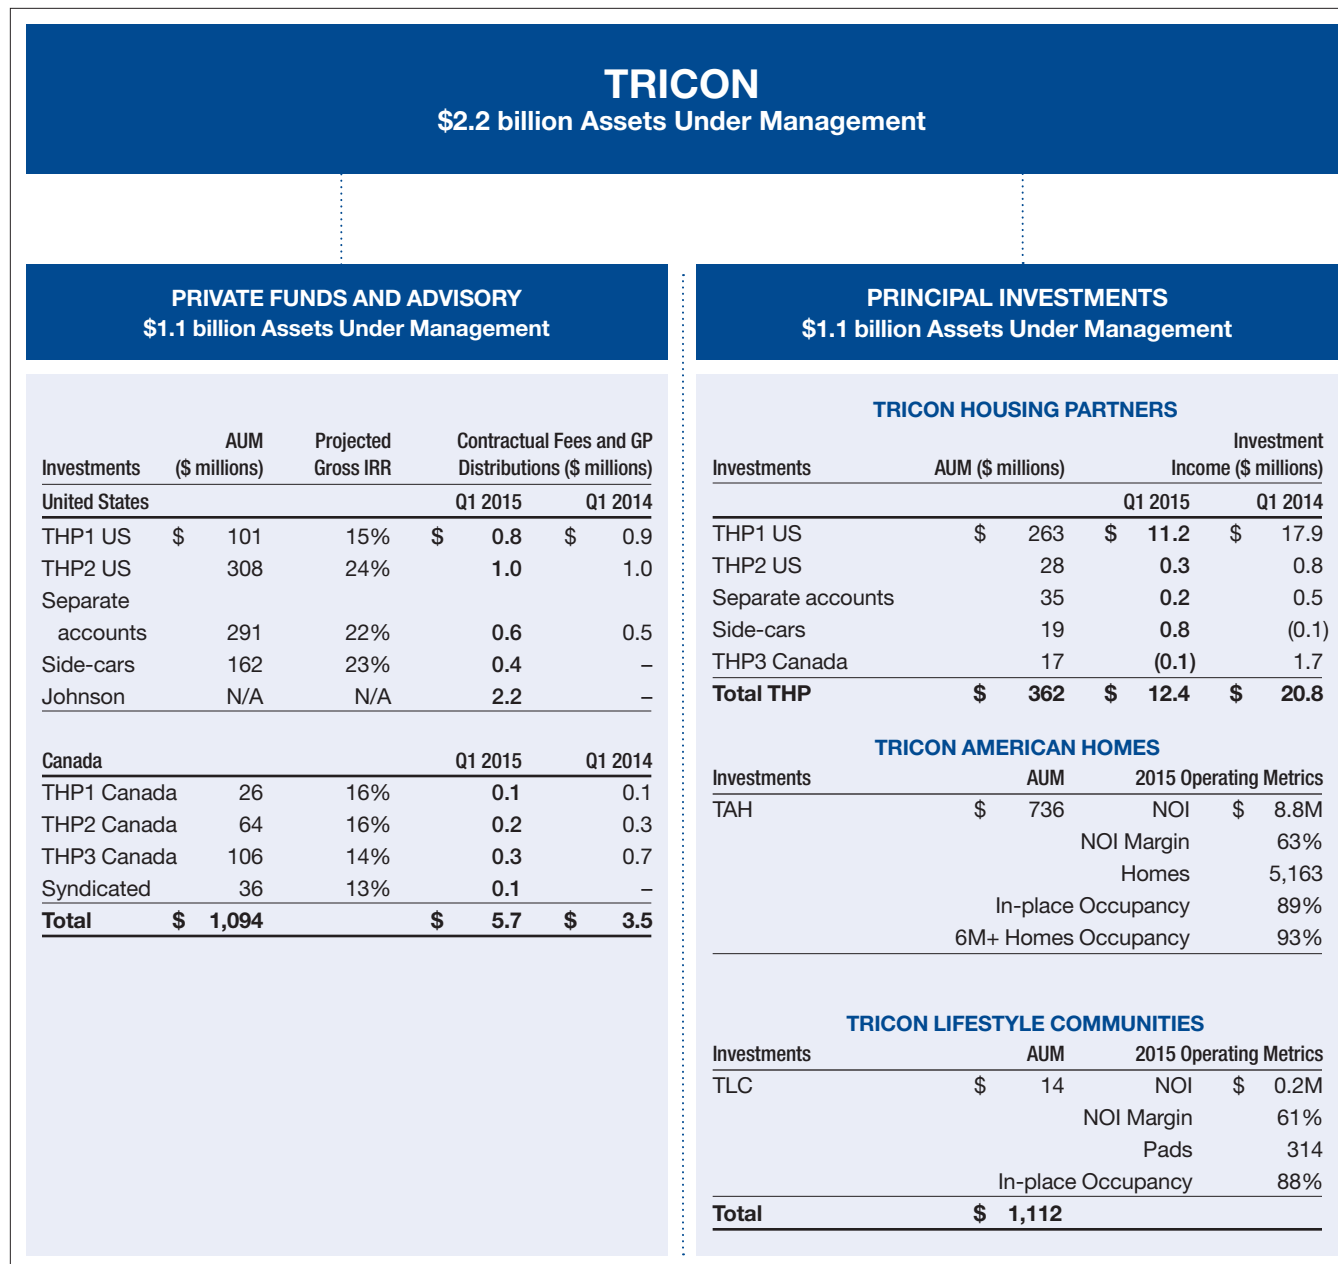 TRICON
$2.2 billion Assets Under Management
PRIVATE FUNDS AND ADVISORY
$1.1 billion Assets Under Management
AUM Projected Contractual Fees and GP
Investments ($ millions) Gross IRR Distributions ($ millions)
United States Q1 2015 Q1 2014
THP1 US $ 101 15% $ 0.8 $ 0.9
THP2 US 308 24% 1.0 1.0
Separate
accounts 291 22% 0.6 0.5
Side-cars 162 23% 0.4 –
Johnson N/A N/A 2.2 –
Canada Q1 2015 Q1 2014
THP1 Canada 26 16% 0.1 0.1
THP2 Canada 64 16% 0.2 0.3
THP3 Canada 106 14% 0.3 0.7
Syndicated 36 13% 0.1 –
Total $ 1,094 $ 5.7 $ 3.5
PRINCIPAL INVESTMENTS
$1.1 billion Assets Under Management
TRICON HOUSING PARTNERS
Investment
Investments AUM ($ millions) Income ($ millions)
Q1 2015 Q1 2014
THP1 US $ 263 $ 11.2 $ 17.9
THP2 US 28 0.3 0.8
Separate accounts 35 0.2 0.5
Side-cars 19 0.8 (0.1)
THP3 Canada 17 (0.1) 1.7
Total THP $ 362 $ 12.4 $ 20.8
TRICON AMERICAN HOMES
Investments AUM 2015 Operating Metrics
TAH $ 736 NOI $ 8.8M
NOI Margin 63%
Homes 5,163
In-place Occupancy 89%
6M+ Homes Occupancy 93%
TRICON LIFESTYLE COMMUNITIES
Investments AUM 2015 Operating Metrics
TLC $ 14 NOI $ 0.2M
NOI Margin 61%
Pads 314
In-place Occupancy 88%
Total $ 1,112